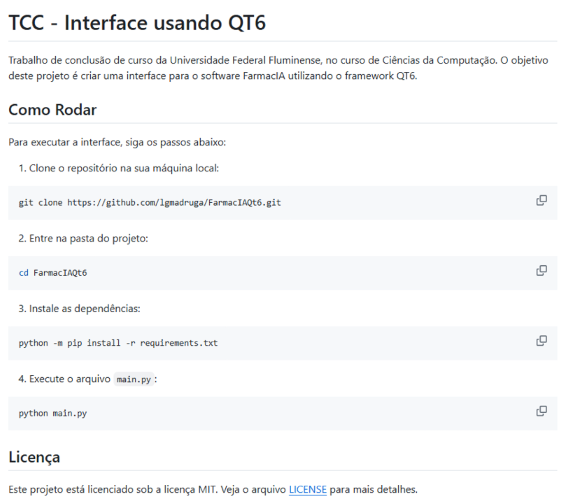 TCC - Interface usando QT6
Trabalho de conclusão de curso da Universidade Federal Fluminense, no curso de Ciências da Computação. O objetivo
deste projeto é criar uma interface para o software FarmacIA utilizando o framework QT6.
Como Rodar
Para executar a interface, siga os passos abaixo:
1. Clone o repositório na sua máquina local:
git clone https://github.com/lgmadruga/FarmacIAQt6.git
2. Entre na pasta do projeto:
cd FarmacIAQt6
3. Instale as dependências:
python -m pip install -r requirements.txt
4. Execute o arquivo main.py :
python main.py
Licença
Este projeto está licenciado sob a licença MIT. Veja o arquivo LICENSE para mais detalhes.